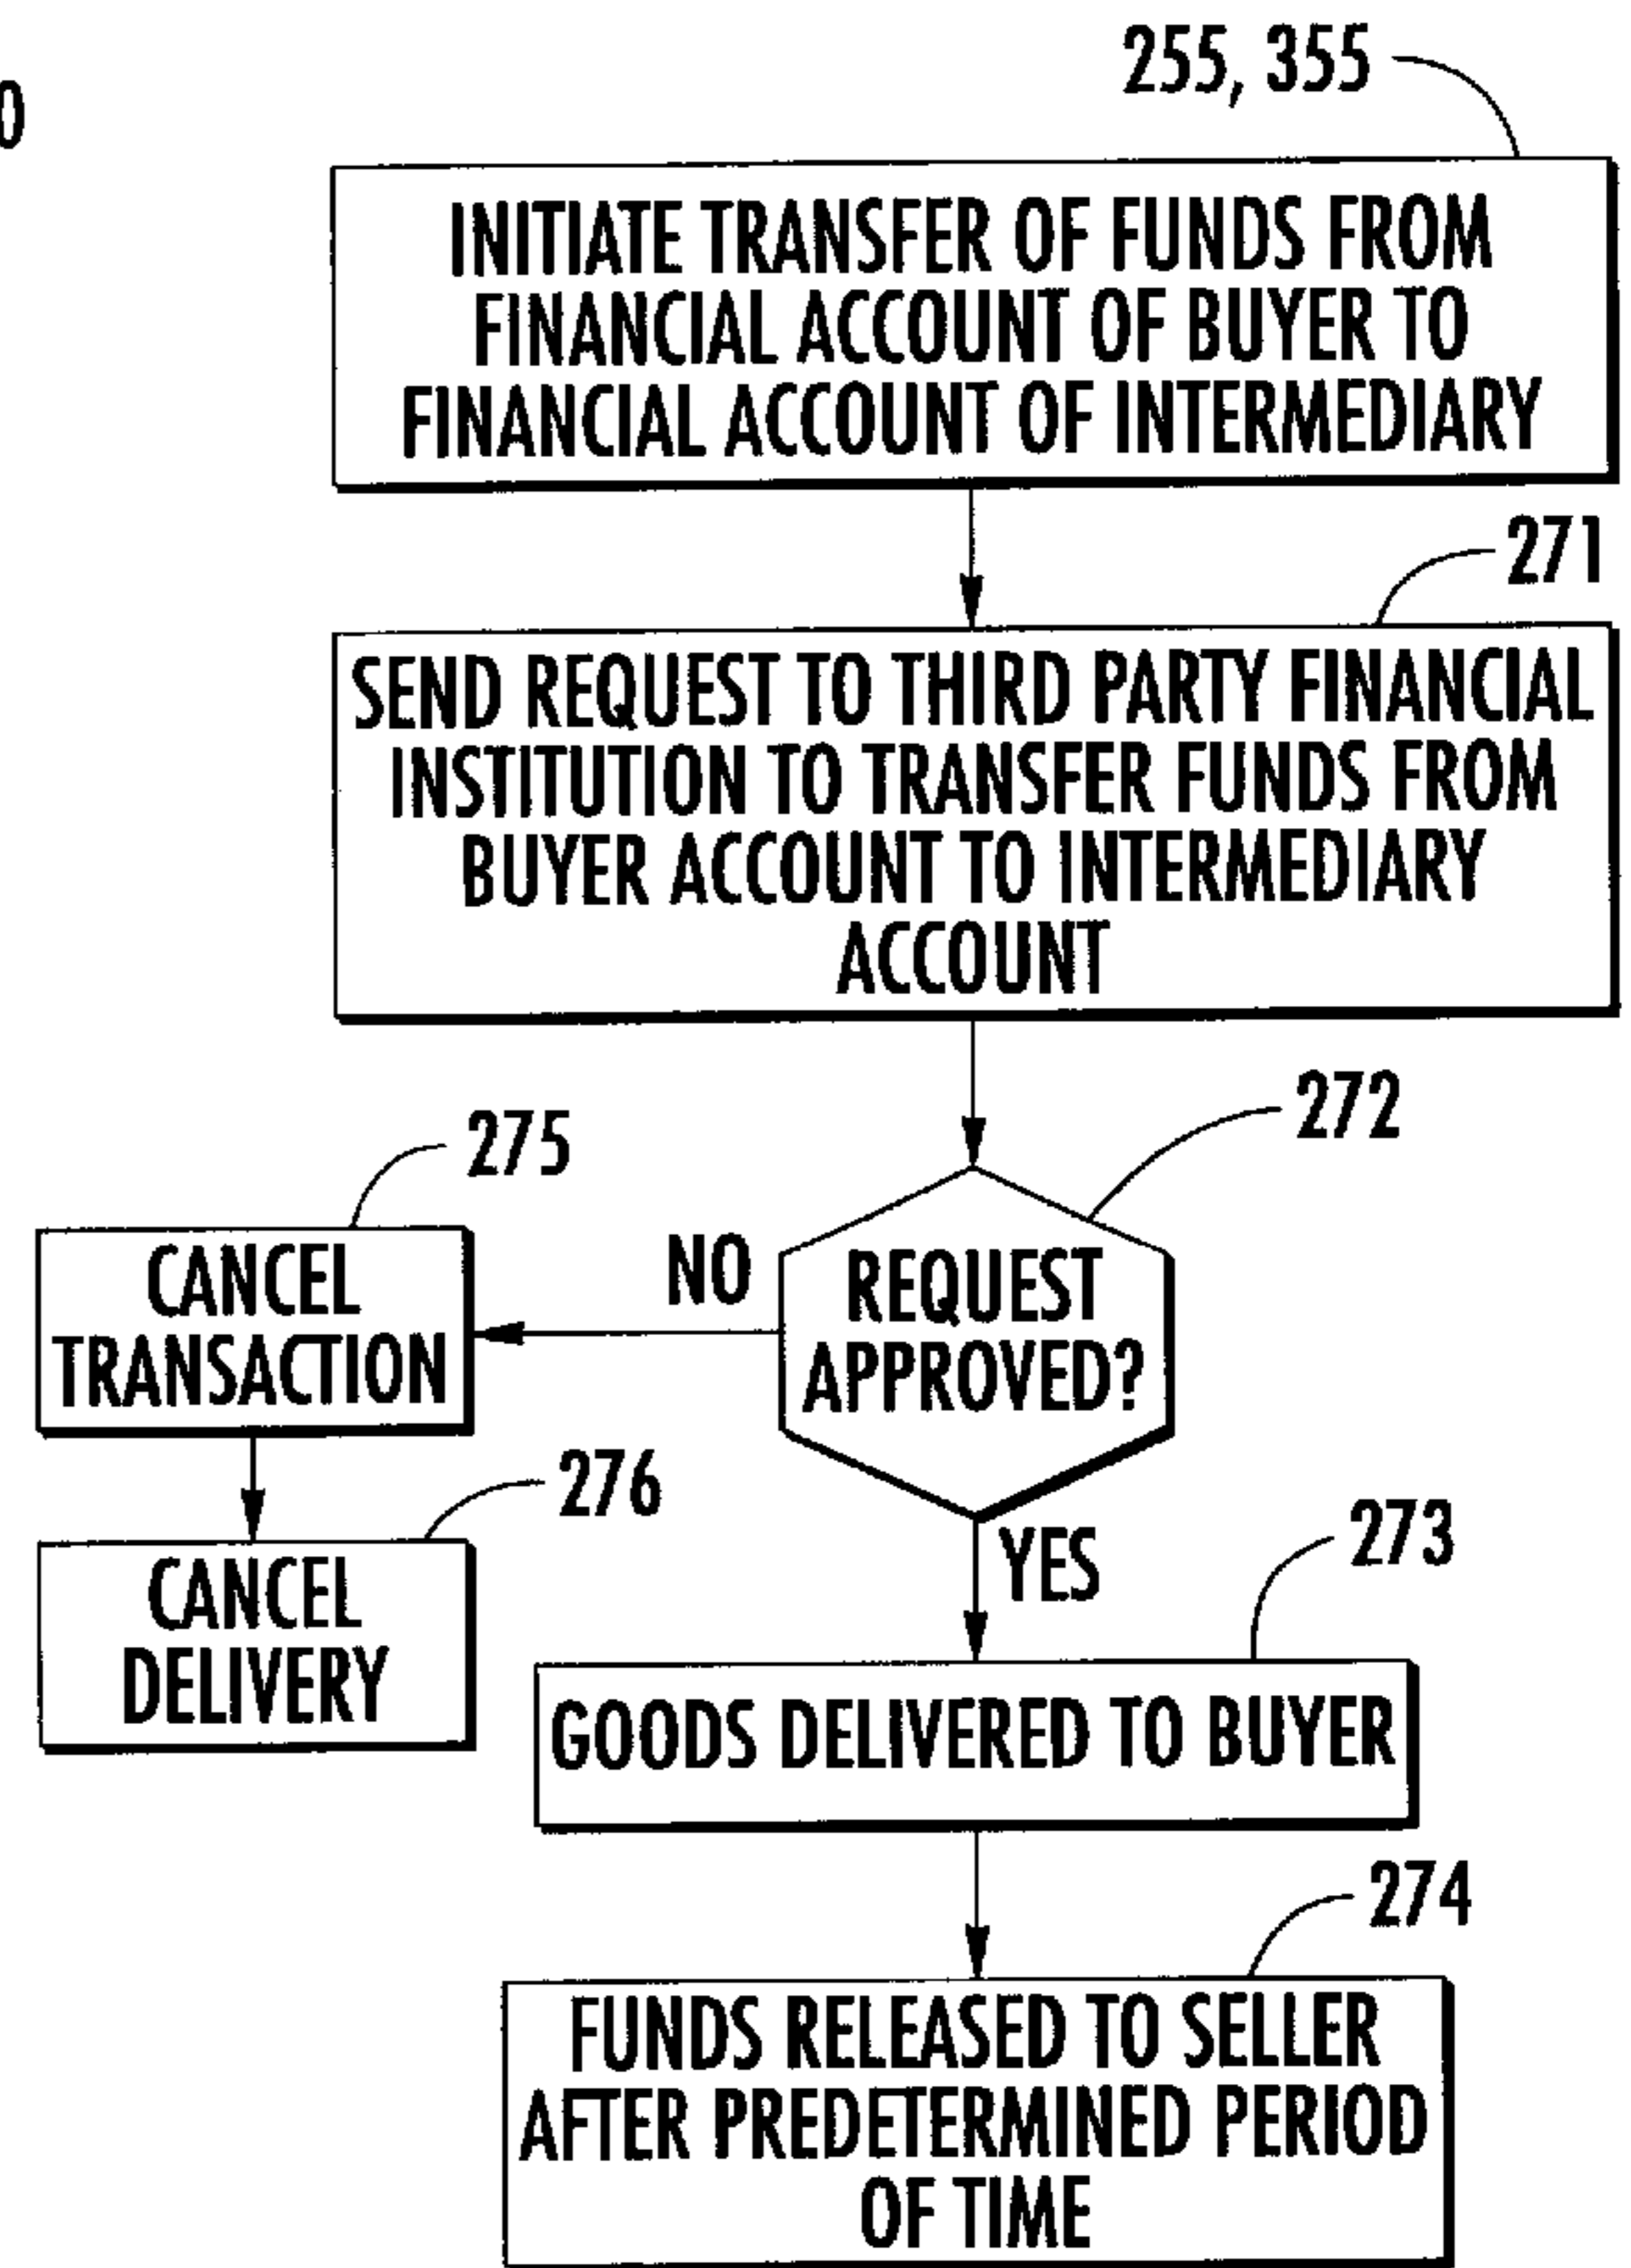 0
255, 355
INITIATE TRANSFER OF FUNDS FROM
FINANCIAL ACCOUNT OF BUYER TO
FINANCIAL ACCOUNT OF INTERMEDIARY
271
SEND REQUEST TO THIRD PARTY FINANCIAL
INSTITUTION TO TRANSFER FUNDS FROM
BUYER ACCOUNT TO INTERMEDIARY
ACCOUNT
272
REQUEST
APPROVED?
NO
275
CANCEL
TRANSACTION
276
CANCEL
DELIVERY
YES
273
GOODS DELIVERED TO BUYER
274
FUNDS RELEASED TO SELLER
AFTER PREDETERMINED PERIOD
OF TIME